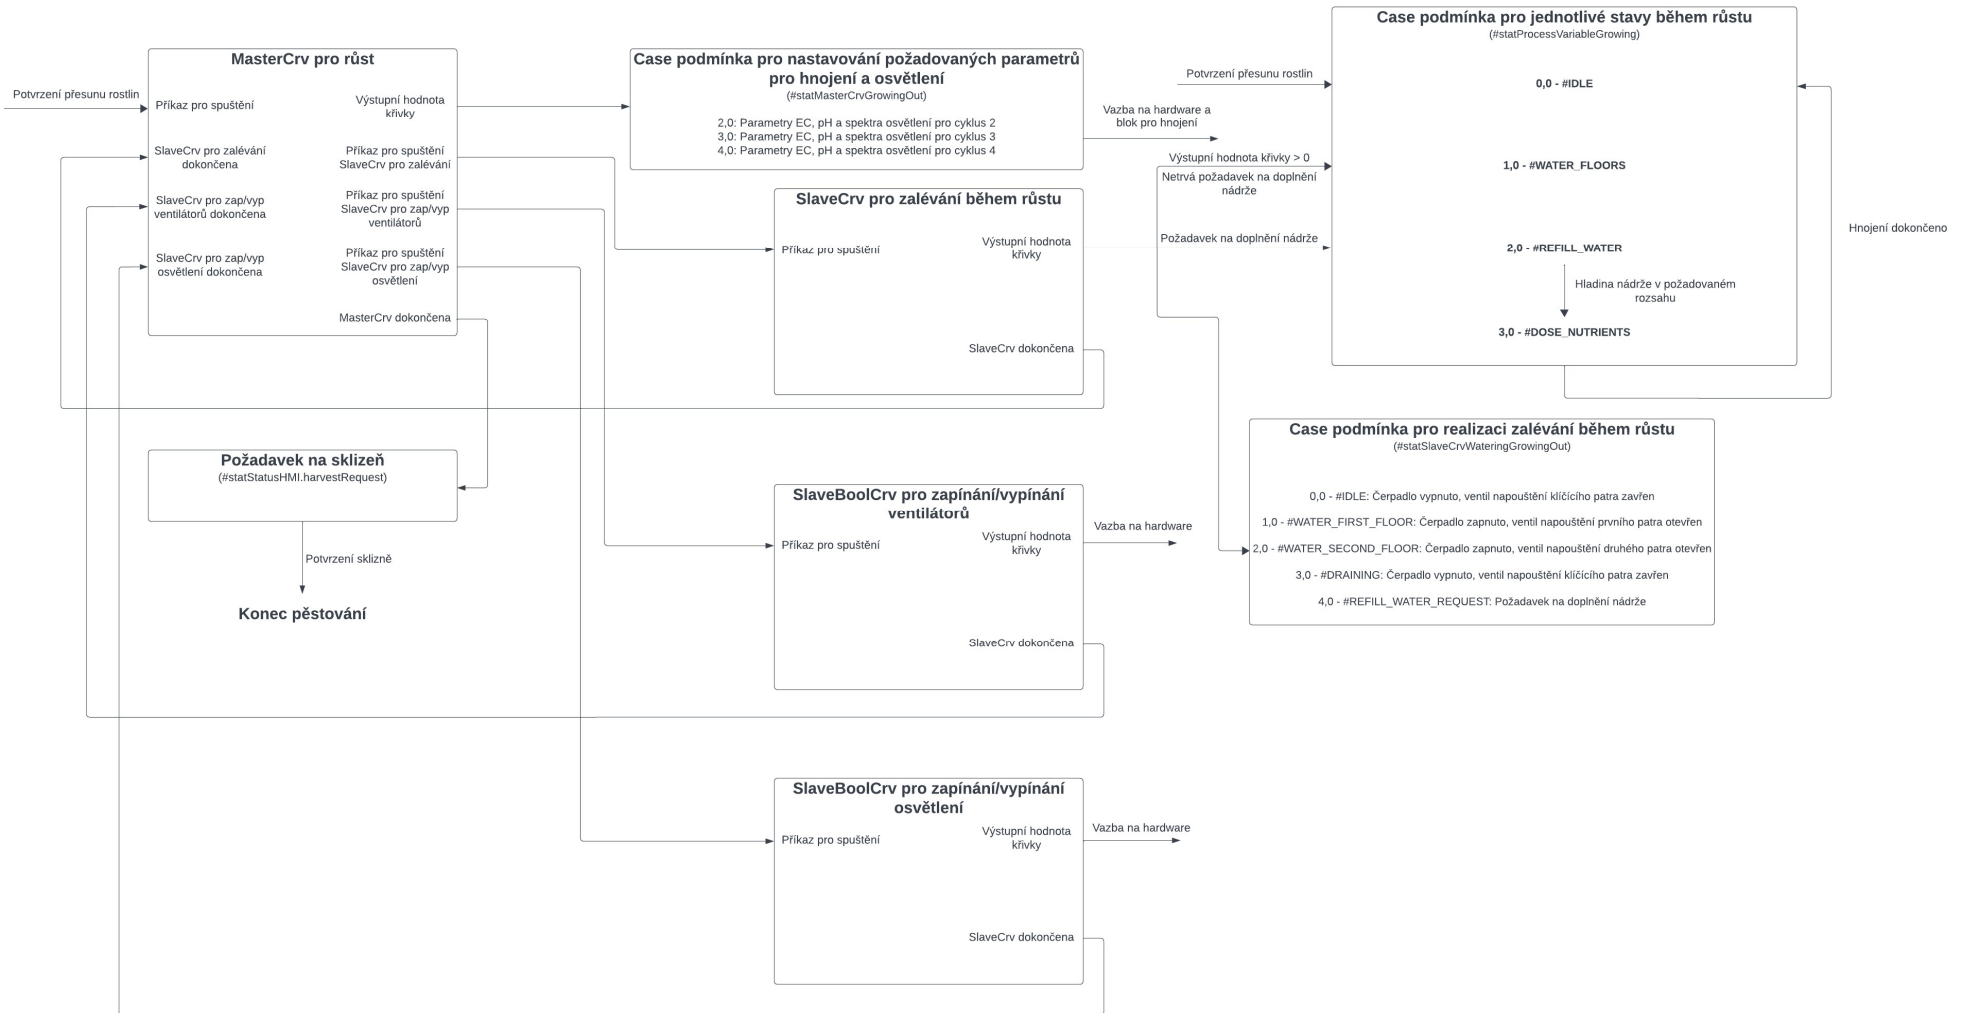 MasterCrv pro růst
Potvrzení přesunu rostlin
Příkaz pro spuštění
Výstupní hodnota
křivky
SlaveCrv pro zalévání
dokončena
Příkaz pro spuštění
SlaveCrv pro zalévání
SlaveCrv pro zap/vyp
ventilátorů dokončena
Příkaz pro spuštění
SlaveCrv pro zap/vyp
ventilátorů
SlaveCrv pro zap/vyp
osvětlení dokončena
Příkaz pro spuštění
SlaveCrv pro zap/vyp
osvětlení
MasterCrv dokončena
Požadavek na sklizeň
(#statStatusHMI.harvestRequest)
Potvrzení sklizně
Konec pěstování
Case podmínka pro nastavování požadovaných parametrů
pro hnojení a osvětlení
(#statMasterCrvGrowingOut)
2,0: Parametry EC, pH a spektra osvětlení pro cyklus 2
3,0: Parametry EC, pH a spektra osvětlení pro cyklus 3
4,0: Parametry EC, pH a spektra osvětlení pro cyklus 4
Vazba na hardware a
blok pro hnojení
SlaveCrv pro zalévání během růstu
Příkaz pro spuštění
Výstupní hodnota
křivky
SlaveCrv dokončena
SlaveBoolCrv pro zapínání/vypínání
ventilátorů
Příkaz pro spuštění
Výstupní hodnota
křivky
Vazba na hardware
SlaveCrv dokončena
SlaveBoolCrv pro zapínání/vypínání
osvětlení
Příkaz pro spuštění
Výstupní hodnota
křivky
Vazba na hardware
SlaveCrv dokončena
Case podmínka pro jednotlivé stavy během růstu
(#statProcessVariableGrowing)
Potvrzení přesunu rostlin
0,0 - #IDLE
Výstupní hodnota křivky > 0
Netrvá požadavek na doplnění
nádrže
1,0 - #WATER_FLOORS
Požadavek na doplnění nádrže
2,0 - #REFILL_WATER
Hladina nádrže v požadovaném
rozsahu
3,0 - #DOSE_NUTRIENTS
Hnojení dokončeno
Case podmínka pro realizaci zalévání během růstu
(#statSlaveCrvWateringGrowingOut)
0,0 - #IDLE: Čerpadlo vypnuto, ventil napouštění klíčícího patra zavřen
1,0 - #WATER_FIRST_FLOOR: Čerpadlo zapnuto, ventil napouštění prvního patra otevřen
2,0 - #WATER_SECOND_FLOOR: Čerpadlo zapnuto, ventil napouštění druhého patra otevřen
3,0 - #DRAINING: Čerpadlo vypnuto, ventil napouštění klíčícího patra zavřen
4,0 - #REFILL_WATER_REQUEST: Požadavek na doplnění nádrže